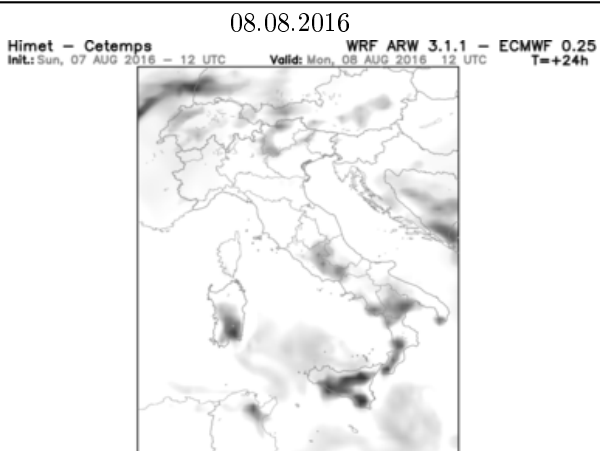 08.08.2016
Himet – Cetemps WRF ARW 3.1.1 – ECMWF 0.25
Init.: Sun, 07 AUG 2016 – 12 UTC Valid: Mon, 08 AUG 2016 12 UTC T=+24h